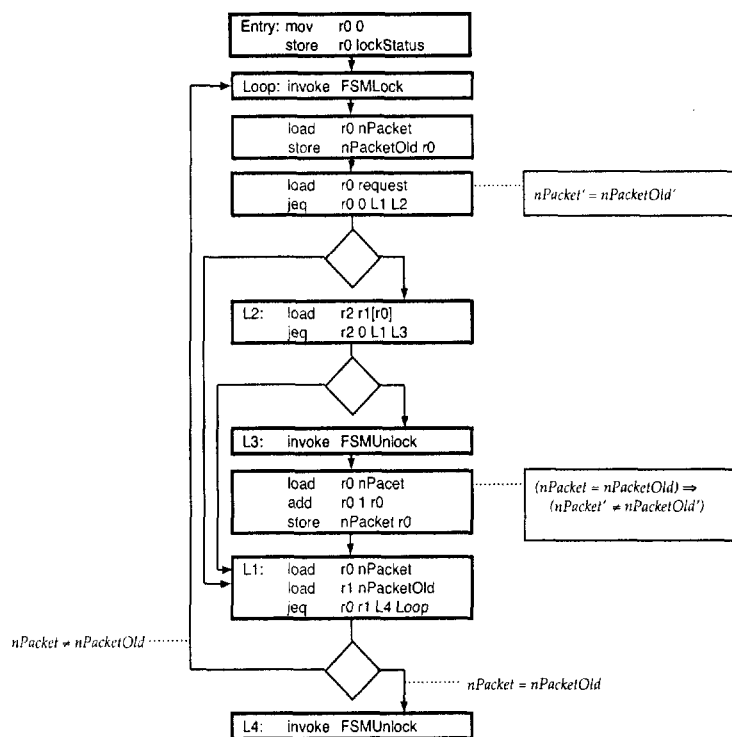 Entry: mov r0 0
store r0 lockStatus
Loop: invoke FSMLock
load r0 nPacket
store nPacketOld r0
load r0 request
jeq r0 0 L1 L2
nPacket' = nPacketOld'
L2: load r2 r1[r0]
jeq r2 0 L1 L3
L3: invoke FSMUnlock
load r0 nPacet
add r0 1 r0
store nPacket r0
(nPacket = nPacketOld) ⇒
(nPacket' ≠ nPacketOld')
L1: load r0 nPacket
load r1 nPacketOld
jeq r0 r1 L4 Loop
nPacket ≠ nPacketOld
nPacket = nPacketOld
L4: invoke FSMUnlock